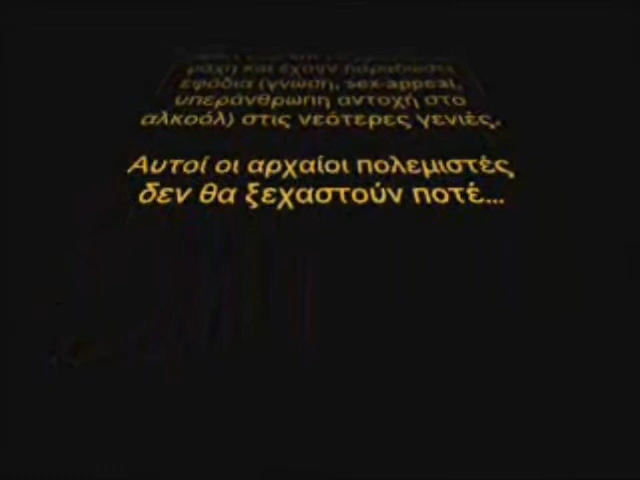 μάχη και έχουν παραδώσει
εφόδια (γνώση, sex-appeal,
υπεράνθρωπη αντοχή στο
αλκοόλ) στις νεότερες γενιές.
Αυτοί οι αρχαίοι πολεμιστές
δεν θα ξεχαστούν ποτέ...